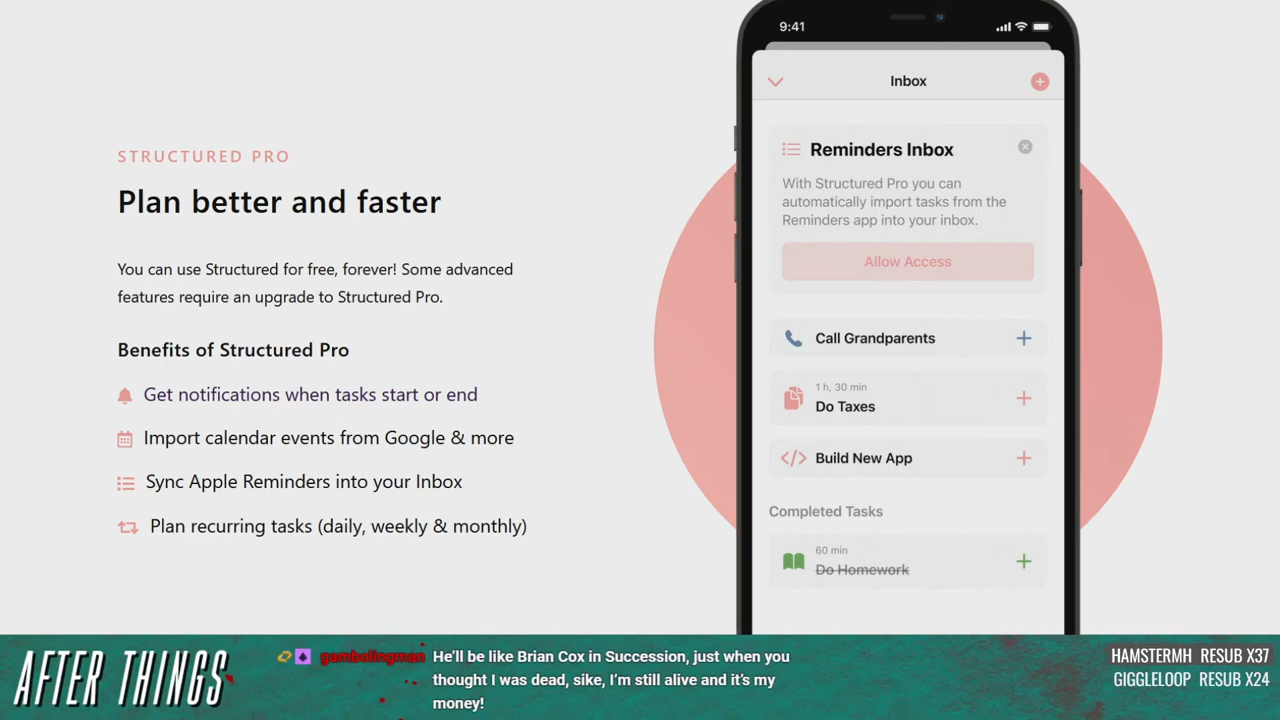 STRUCTURED PRO
Plan better and faster
You can use Structured for free, forever! Some advanced
features require an upgrade to Structured Pro.
Benefits of Structured Pro
Get notifications when tasks start or end
Import calendar events from Google & more
Sync Apple Reminders into your Inbox
Plan recurring tasks (daily, weekly & monthly)
9:41
Inbox
Reminders Inbox
With Structured Pro you can
automatically import tasks from the
Reminders app into your inbox.
Allow Access
Call Grandparents
1 h, 30 min
Do Taxes
Build New App
Completed Tasks
60 min
Do Homework
AFTER THINGS
gambolingman He'll be like Brian Cox in Succession, just when you
thought I was dead, sike, I'm still alive and it's my
money!
HAMSTERMH RESUB X37
GIGGLELOOP RESUB X24